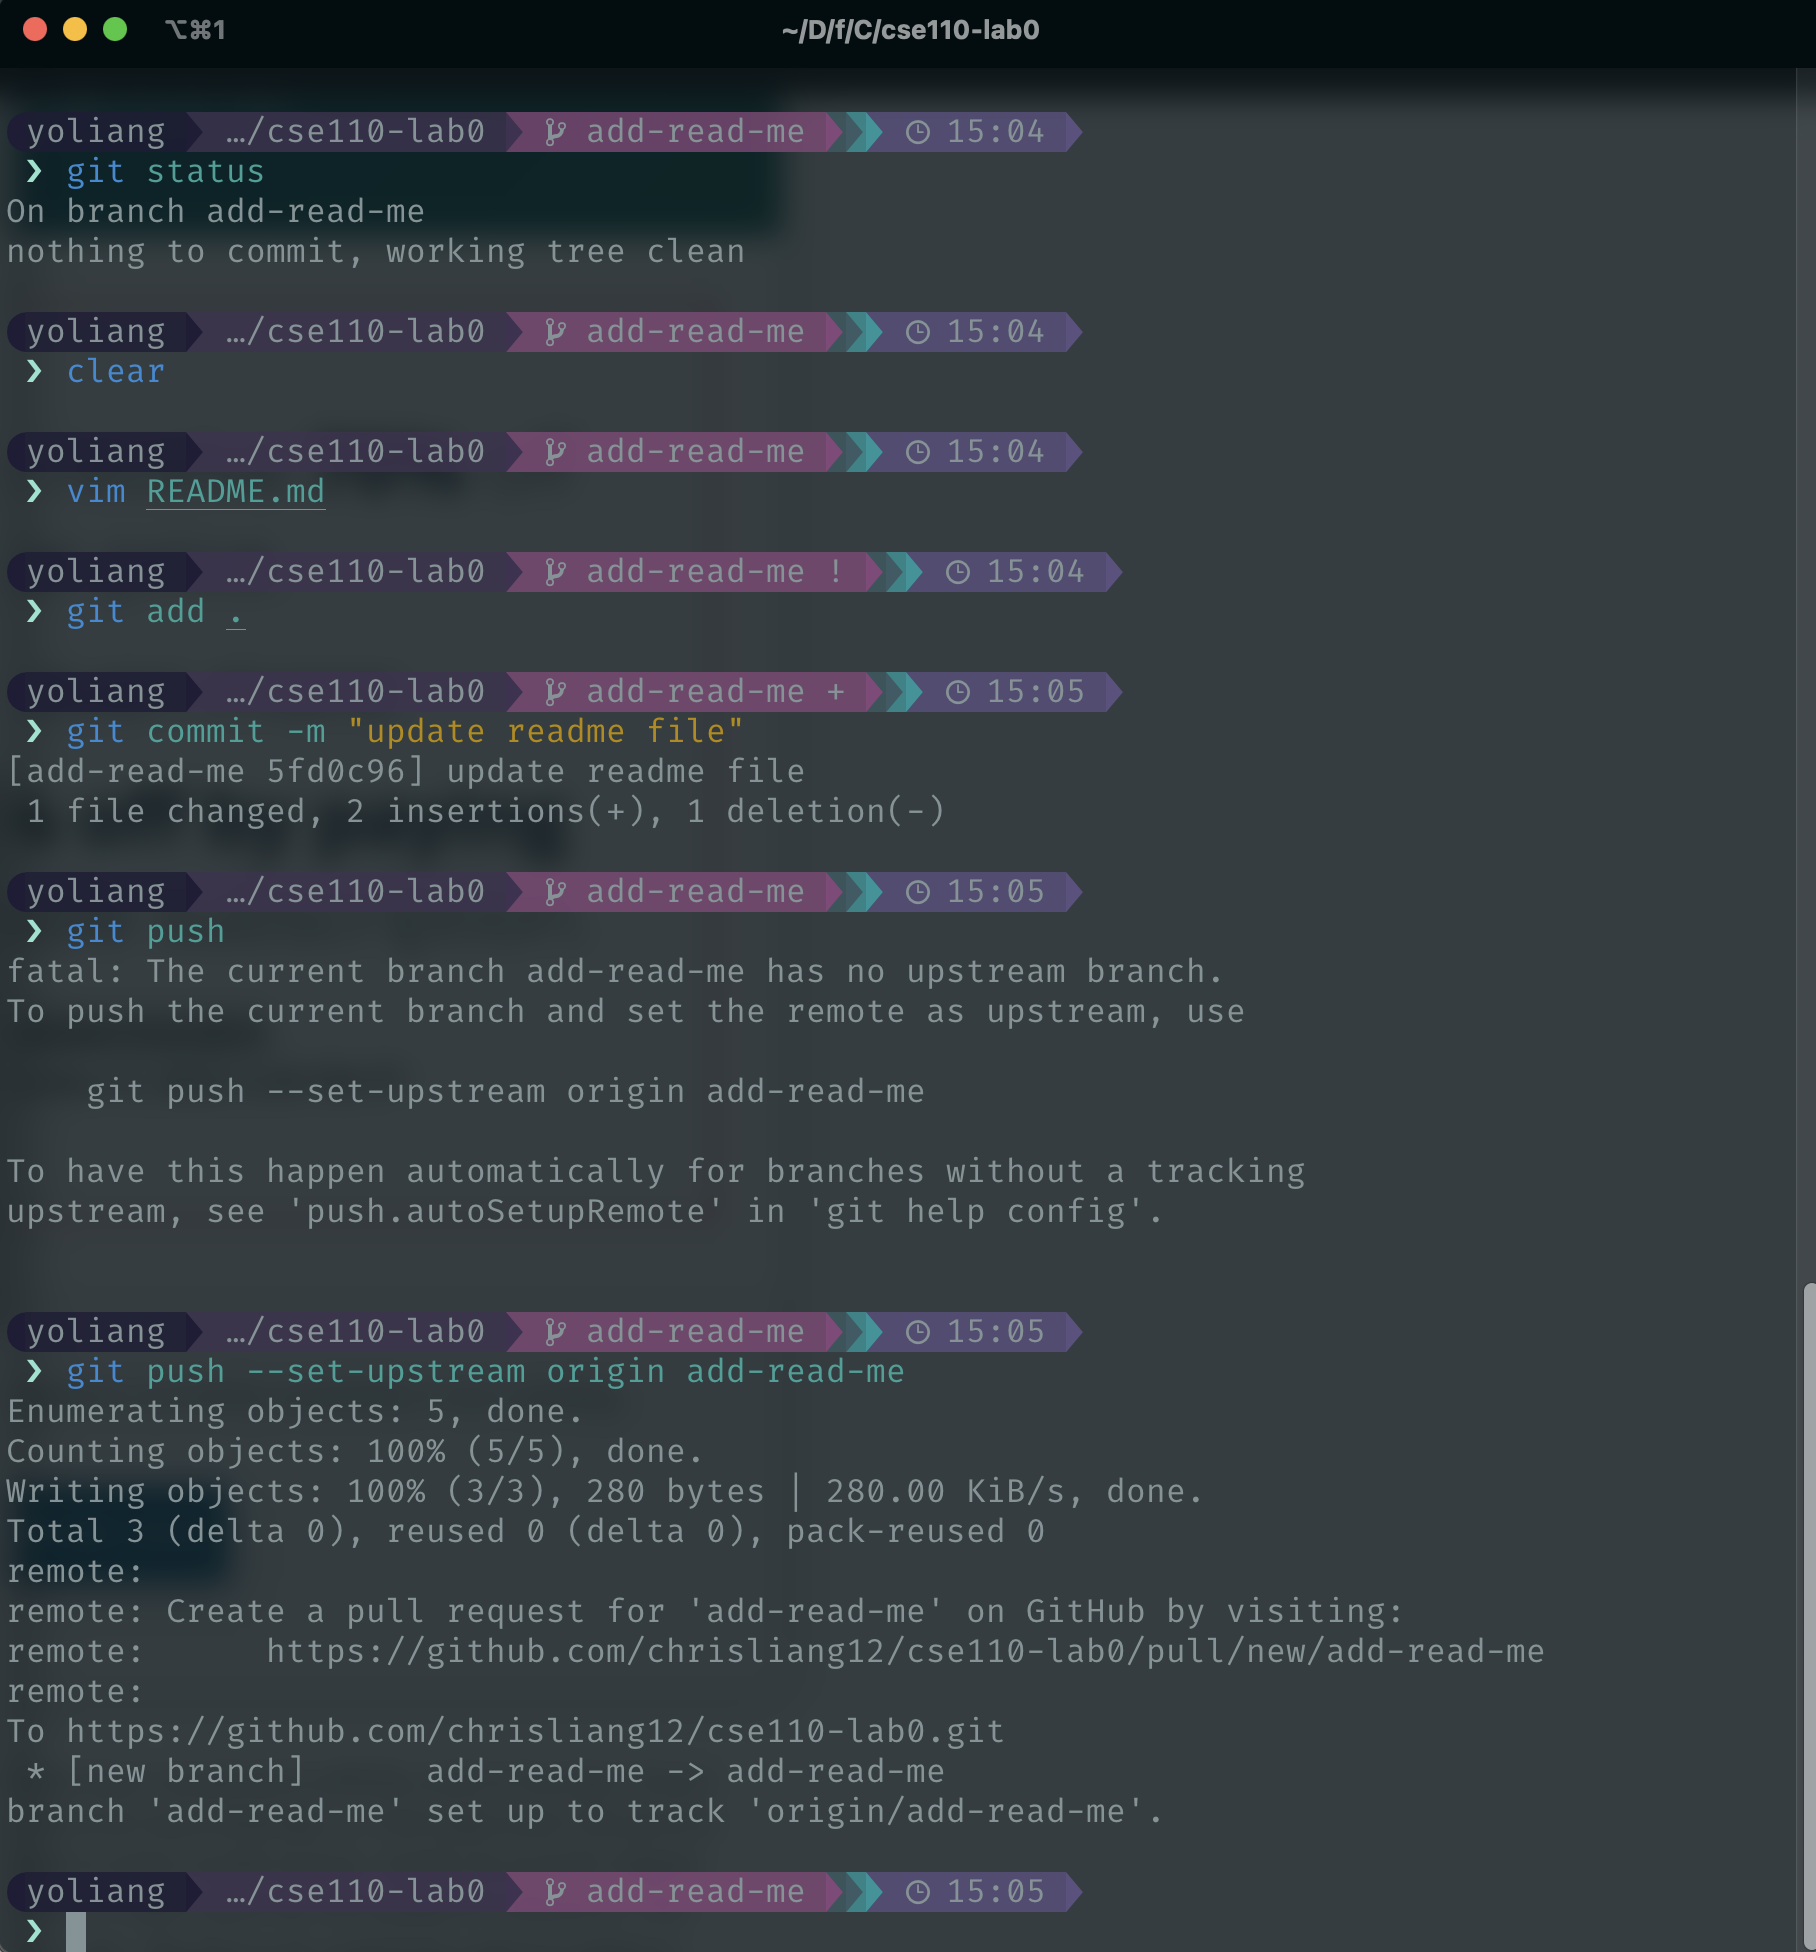 ⌥⌘1 ~/D/f/C/cse110-lab0
yoliang …/cse110-lab0 add-read-me 15:04
❯ git status
On branch add-read-me
nothing to commit, working tree clean
yoliang …/cse110-lab0 add-read-me 15:04
❯ clear
yoliang …/cse110-lab0 add-read-me 15:04
❯ vim README.md
yoliang …/cse110-lab0 add-read-me ! 15:04
❯ git add .
yoliang …/cse110-lab0 add-read-me + 15:05
❯ git commit -m "update readme file"
[add-read-me 5fd0c96] update readme file
1 file changed, 2 insertions(+), 1 deletion(-)
yoliang …/cse110-lab0 add-read-me 15:05
❯ git push
fatal: The current branch add-read-me has no upstream branch.
To push the current branch and set the remote as upstream, use
git push --set-upstream origin add-read-me
To have this happen automatically for branches without a tracking
upstream, see 'push.autoSetupRemote' in 'git help config'.
yoliang …/cse110-lab0 add-read-me 15:05
❯ git push --set-upstream origin add-read-me
Enumerating objects: 5, done.
Counting objects: 100% (5/5), done.
Writing objects: 100% (3/3), 280 bytes | 280.00 KiB/s, done.
Total 3 (delta 0), reused 0 (delta 0), pack-reused 0
remote:
remote: Create a pull request for 'add-read-me' on GitHub by visiting:
remote:      https://github.com/chrisliang12/cse110-lab0/pull/new/add-read-me
remote:
To https://github.com/chrisliang12/cse110-lab0.git
* [new branch]      add-read-me -> add-read-me
branch 'add-read-me' set up to track 'origin/add-read-me'.
yoliang …/cse110-lab0 add-read-me 15:05
❯